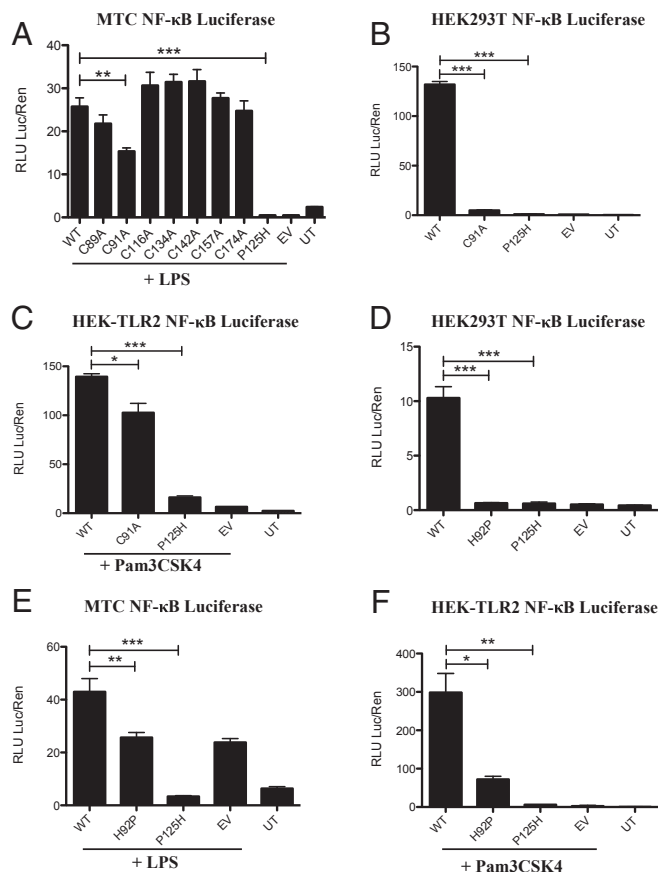 A
MTC NF-κB Luciferase
***
**
RLU Luc/Ren
40
30
20
10
0
WT
C89A
C91A
C116A
C134A
C142A
C157A
C174A
P125H
EV
UT
+ LPS
B
HEK293T NF-κB Luciferase
***
***
RLU Luc/Ren
150
100
50
0
WT
C91A
P125H
EV
UT
C
HEK-TLR2 NF-κB Luciferase
***
*
RLU Luc/Ren
150
100
50
0
WT
C91A
P125H
EV
UT
+ Pam3CSK4
D
HEK293T NF-κB Luciferase
***
***
RLU Luc/Ren
15
10
5
0
WT
H92P
P125H
EV
UT
E
MTC NF-κB Luciferase
***
**
RLU Luc/Ren
60
40
20
0
WT
H92P
P125H
EV
UT
+ LPS
F
HEK-TLR2 NF-κB Luciferase
**
*
RLU Luc/Ren
400
300
200
100
0
WT
H92P
P125H
EV
UT
+ Pam3CSK4